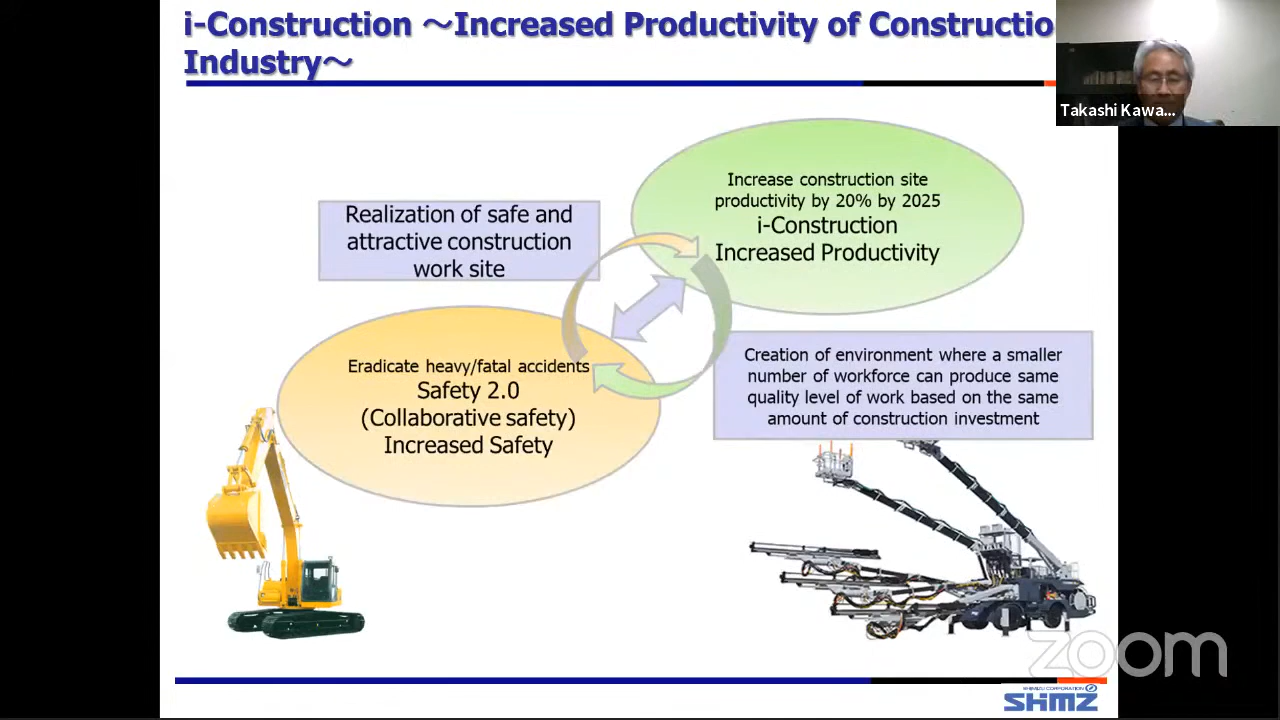 i-Construction ～Increased Productivity of Constructio
Industry～
Takashi Kawa...
Increase construction site
productivity by 20% by 2025
i-Construction
Increased Productivity
Realization of safe and
attractive construction
work site
Eradicate heavy/fatal accidents
Safety 2.0
(Collaborative safety)
Increased Safety
Creation of environment where a smaller
number of workforce can produce same
quality level of work based on the same
amount of construction investment
zoom
SHIMIZU CORPORATION
SHMZ